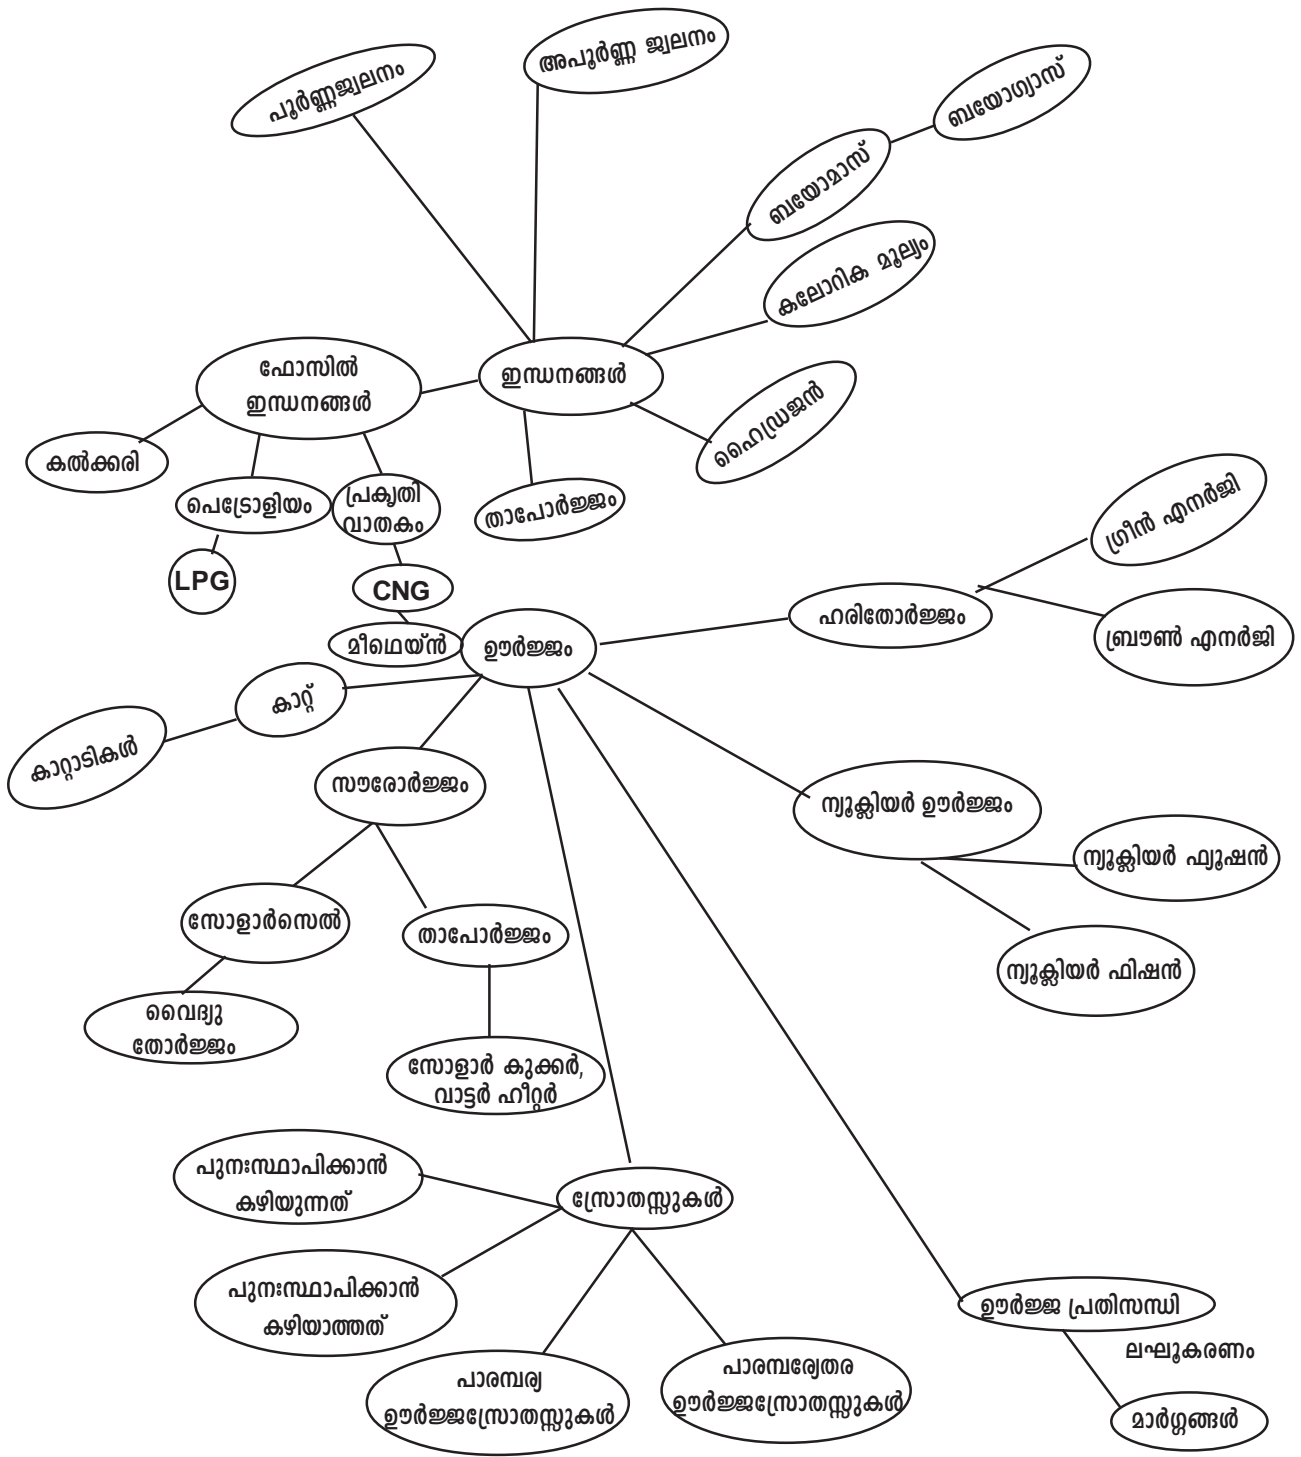 അപൂർണ്ണ ജ്വലനം
പൂർണ്ണജ്വലനം
ബയോഗ്യാസ്
ബയോമാസ്
കലോറിക മൂല്യം
ഫോസിൽ
ഇന്ധനങ്ങൾ
ഇന്ധനങ്ങൾ
ഹൈഡ്രജൻ
കൽക്കരി
പെട്രോളിയം
പ്രകൃതി
വാതകം
താപോർജ്ജം
LPG
CNG
മീഥെയ്ൻ
ഊർജ്ജം
ഹരിതോർജ്ജം
ഗ്രീൻ എനർജി
ബ്രൗൺ എനർജി
കാറ്റ്
കാറ്റാടികൾ
സൗരോർജ്ജം
ന്യൂക്ലിയർ ഊർജ്ജം
ന്യൂക്ലിയർ ഫ്യൂഷൻ
ന്യൂക്ലിയർ ഫിഷൻ
സോളാർസെൽ
താപോർജ്ജം
വൈദ്യു
തോർജ്ജം
സോളാർ കുക്കർ,
വാട്ടർ ഹീറ്റർ
പുനഃസ്ഥാപിക്കാൻ
കഴിയുന്നത്
സ്രോതസ്സുകൾ
പുനഃസ്ഥാപിക്കാൻ
കഴിയാത്തത്
പാരമ്പര്യ
ഊർജ്ജസ്രോതസ്സുകൾ
പാരമ്പര്യേതര
ഊർജ്ജസ്രോതസ്സുകൾ
ഊർജ്ജ പ്രതിസന്ധി
ലഘൂകരണം
മാർഗ്ഗങ്ങൾ